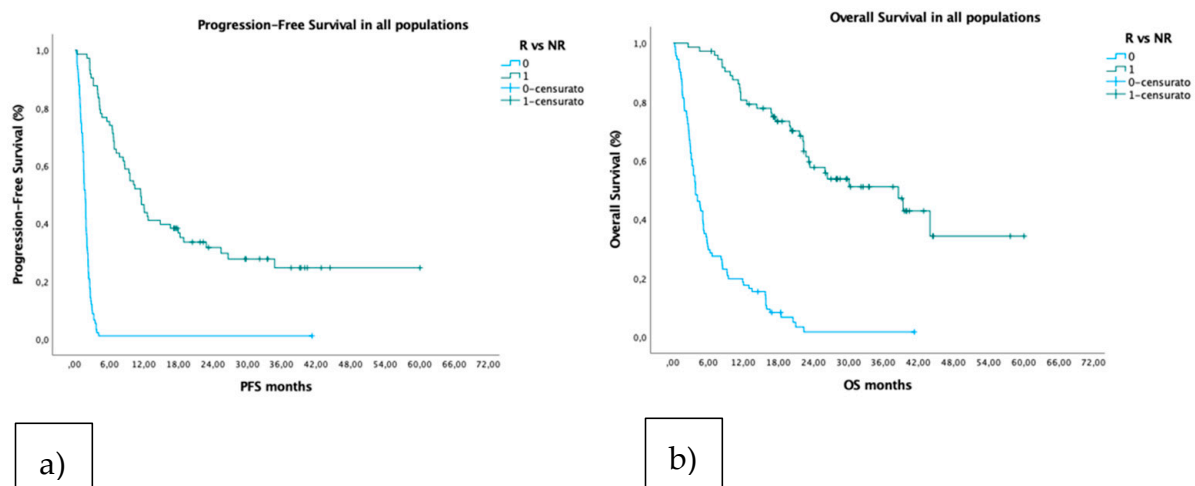 Progression-Free Survival in all populations
R vs NR
0
1
0-censurato
1-censurato
Progression-Free Survival (%)
1,0
0,8
0,6
0,4
0,2
0,0
,00 6,00 12,00 18,00 24,00 30,00 36,00 42,00 48,00 54,00 60,00 66,00 72,00
PFS months
a)
Overall Survival in all populations
R vs NR
0
1
0-censurato
1-censurato
Overall Survival (%)
1,0
0,8
0,6
0,4
0,2
0,0
,00 6,00 12,00 18,00 24,00 30,00 36,00 42,00 48,00 54,00 60,00 66,00 72,00
OS months
b)